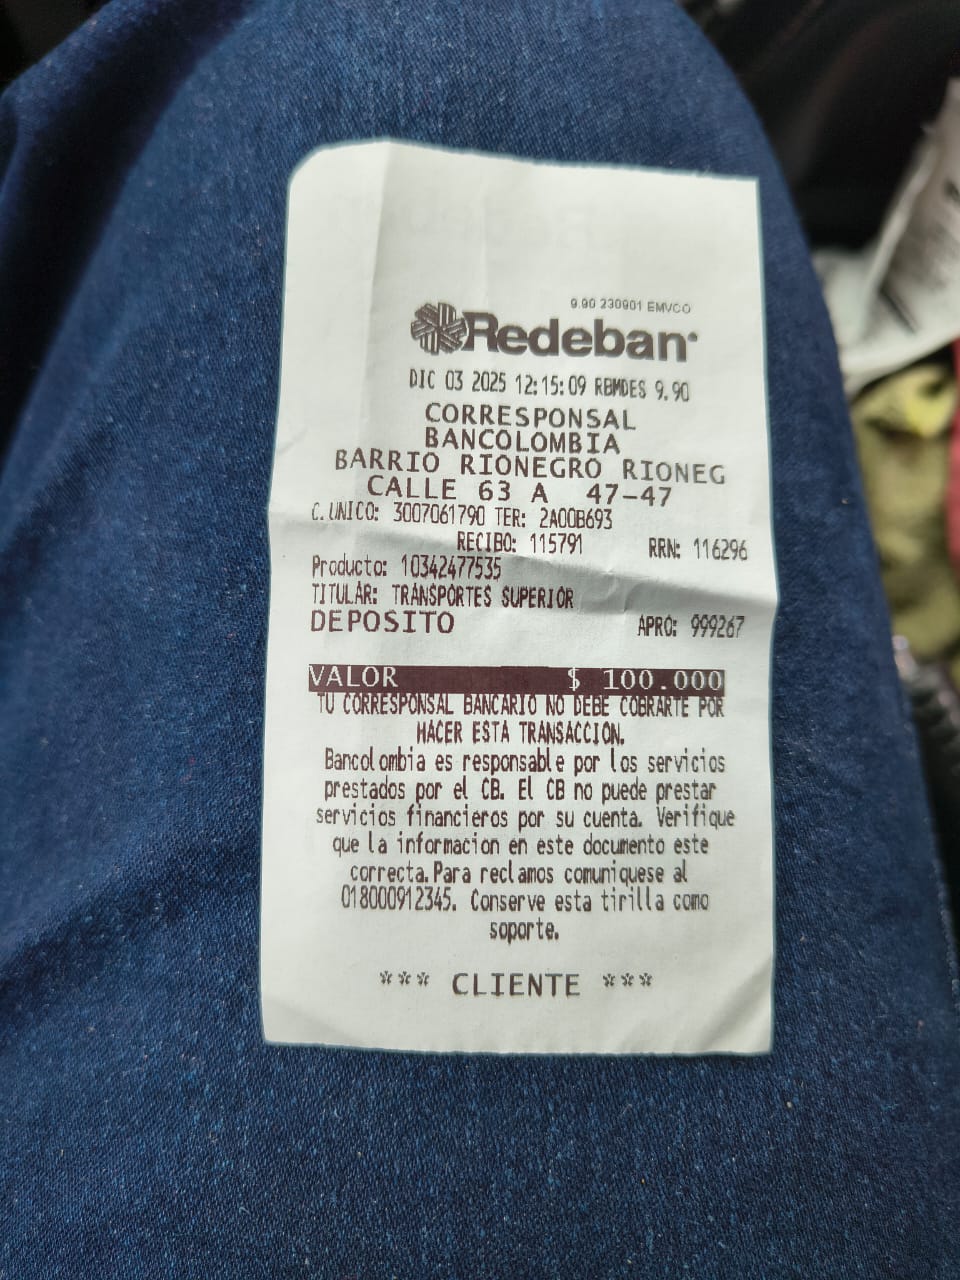 9.90 230901 EMVCO
Redeban
DIC 03 2025 12:15:09 RBMDES 9.90
CORRESPONSAL
BANCOLOMBIA
BARRIO RIONEGRO RIONEG
CALLE 63 A 47-47
C.UNICO: 3007061790 TER: 2A00B693
RECIBO: 115791 RRN: 116296
Producto: 10342477535
TITULAR: TRANSPORTES SUPERIOR
DEPOSITO APRO: 999267
VALOR $ 100.000
TU CORRESPONSAL BANCARIO NO DEBE COBRARTE POR
HACER ESTA TRANSACCION.
Bancolombia es responsable por los servicios
prestados por el CB. El CB no puede prestar
servicios financieros por su cuenta. Verifique
que la informacion en este documento este
correcta.Para reclamos comuniquese al
018000912345. Conserve esta tirilla como
soporte.
*** CLIENTE ***